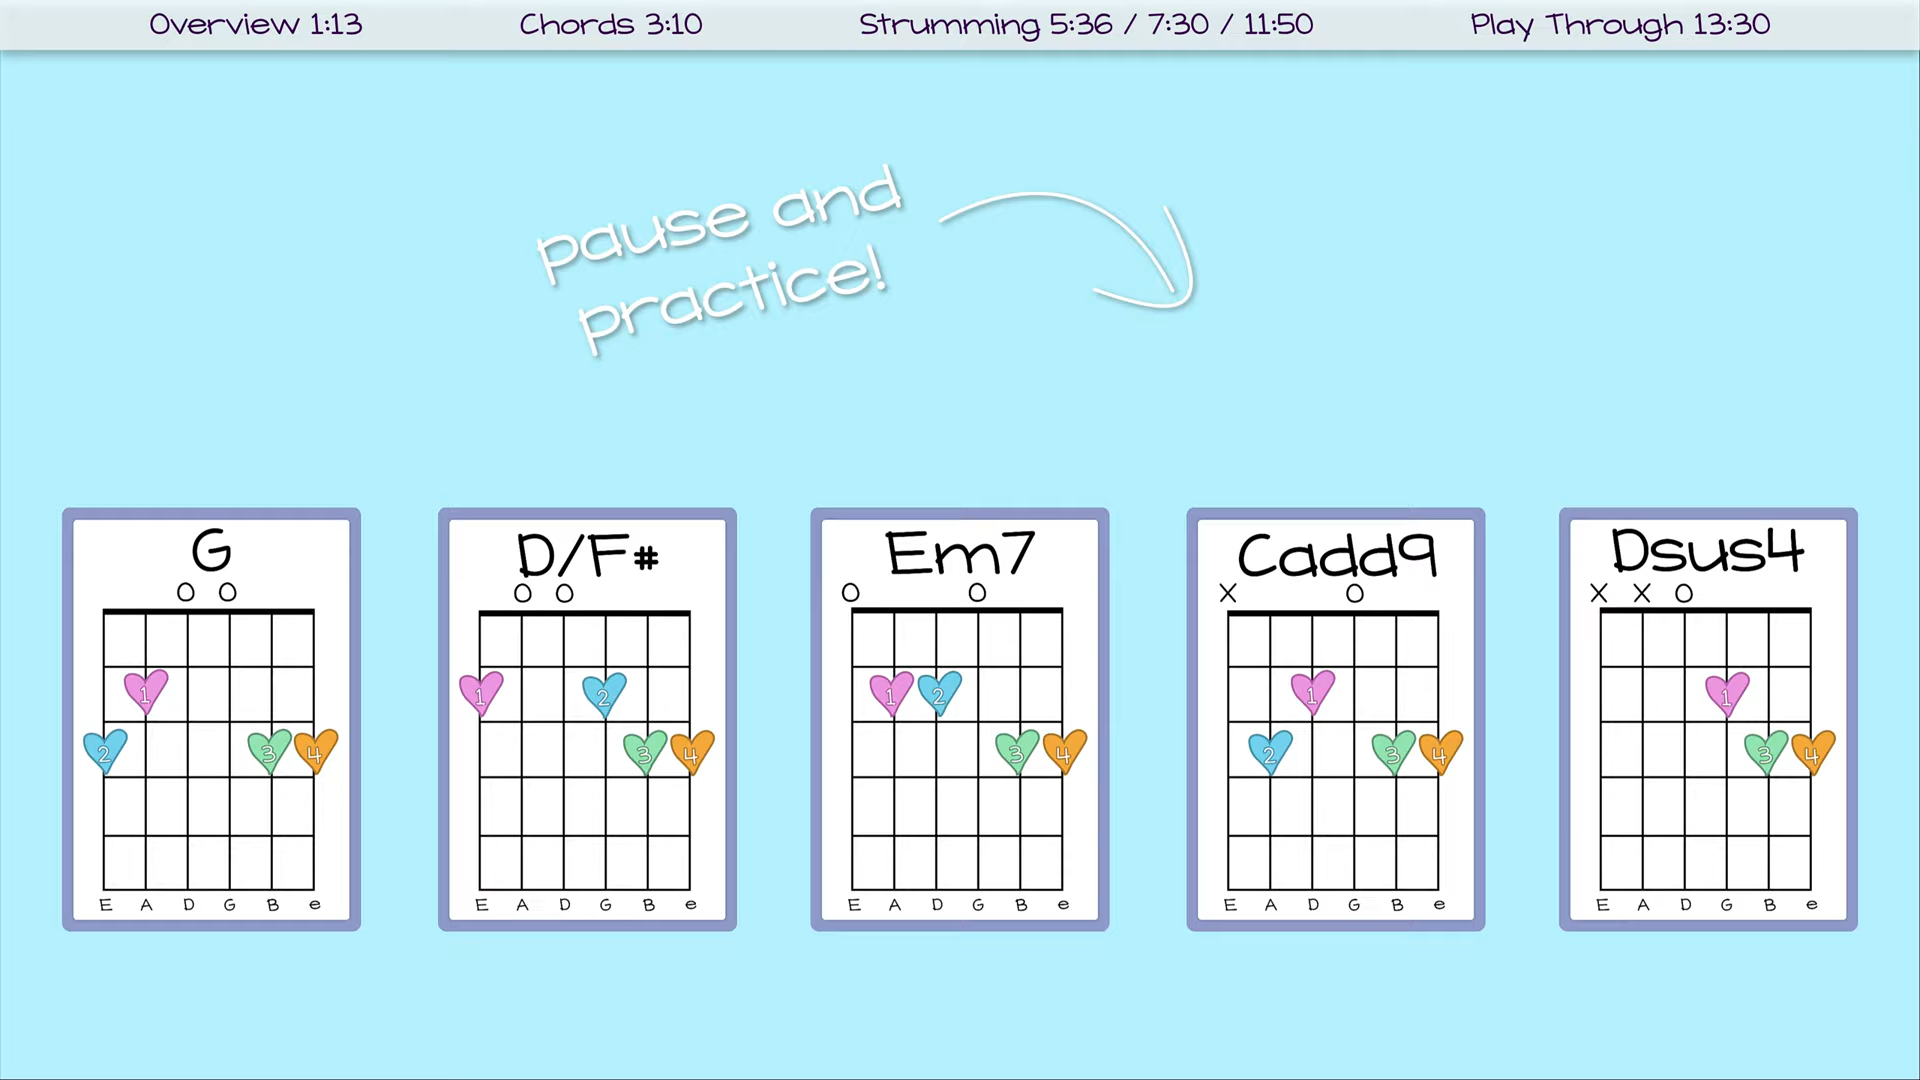 Overview 1:13 Chords 3:10 Strumming 5:36 / 7:30 / 11:50 Play Through 13:30
pause and
practice!
G
O O
1
2 3 4
E A D G B e
D/F#
O O
1 2
3 4
E A D G B e
Em7
O O
1 2
3 4
E A D G B e
Cadd9
X O
1
2 3 4
E A D G B e
Dsus4
X X O
1
3 4
E A D G B e